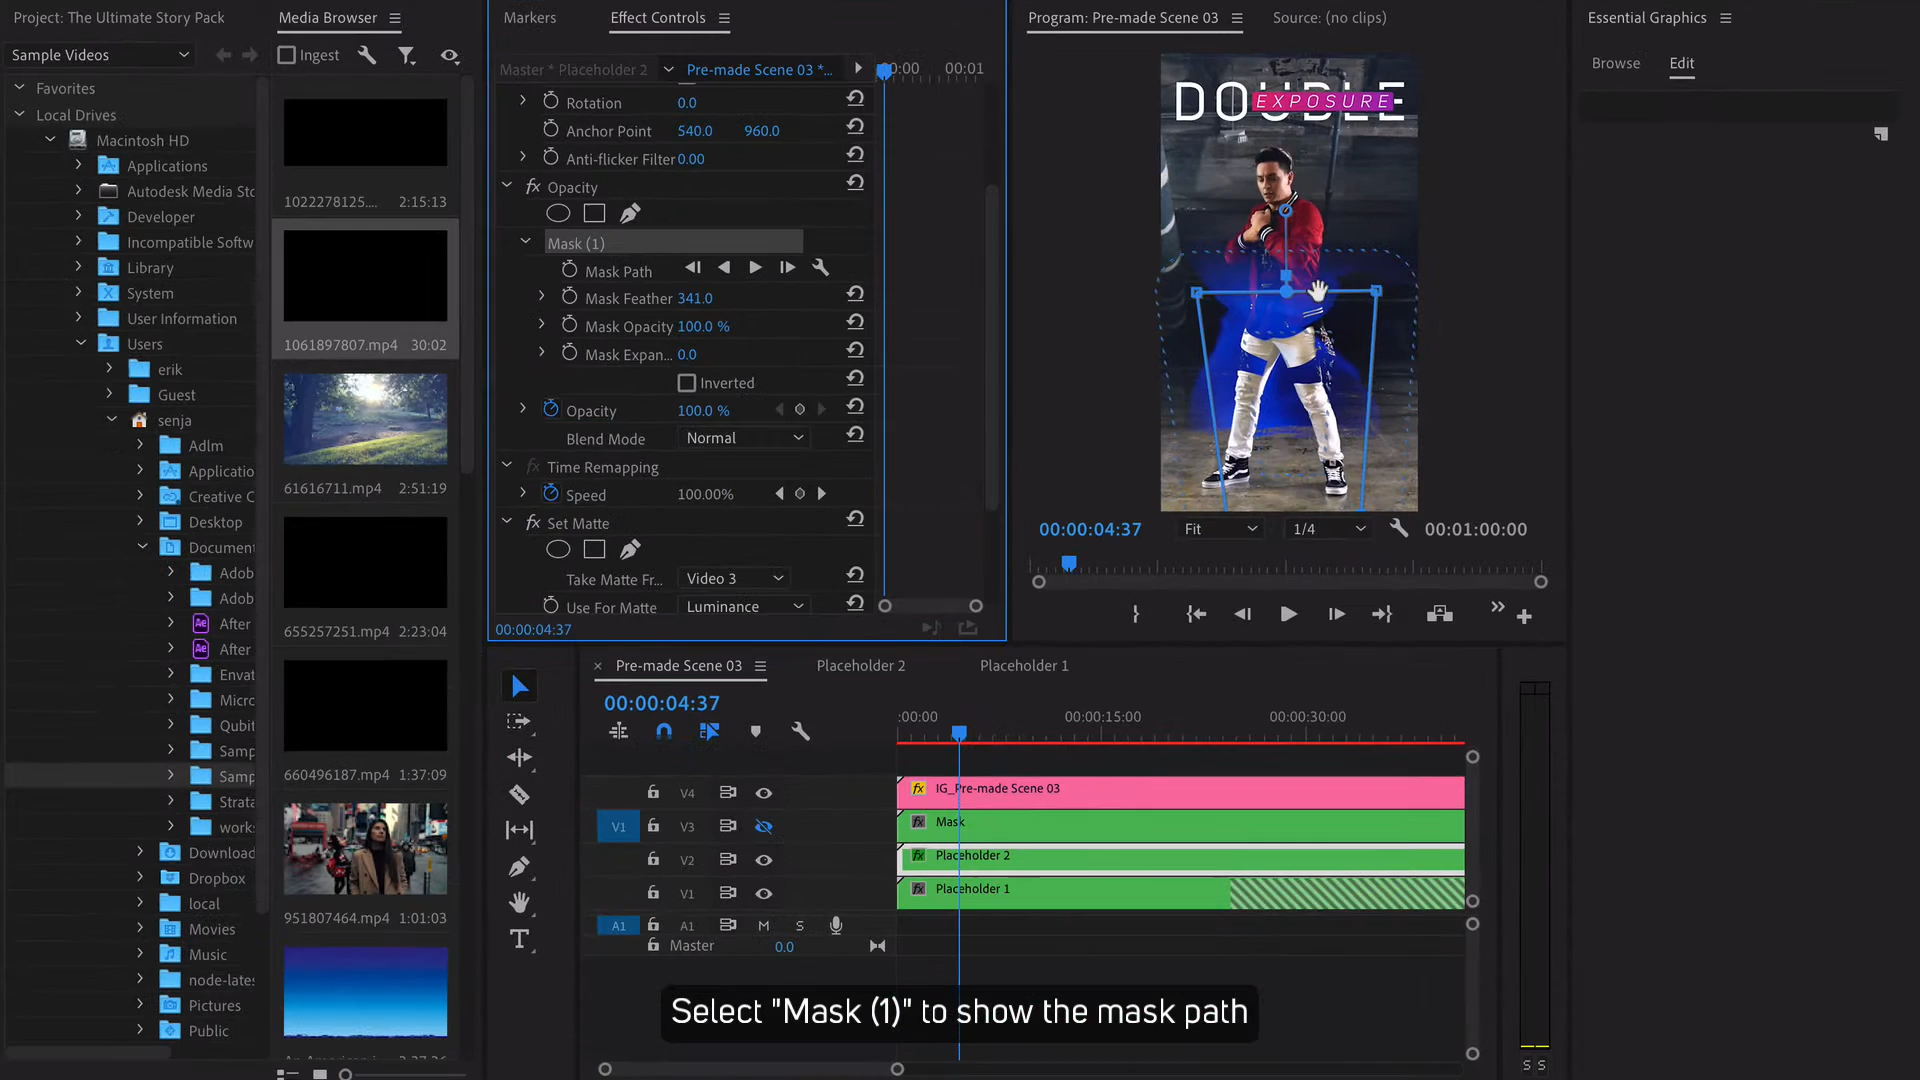 Project: The Ultimate Story Pack
Sample Videos
Favorites
Local Drives
Macintosh HD
Applications
Autodesk Media Sto
Developer
Incompatible Softw
Library
System
User Information
Users
erik
Guest
senja
Adlm
Applicatio
Creative C
Desktop
Document
Adob
Adob
After
After
Envat
Micro
Qubit
Samp
Samp
Strata
work
Download
Dropbox
local
Movies
Music
node-lates
Pictures
Public
Media Browser
Ingest
1022278125.... 2:15:13
1061897807.mp4 30:02
61616711.mp4 2:51:19
655257251.mp4 2:23:04
660496187.mp4 1:37:09
951807464.mp4 1:01:03
Markers
Effect Controls
Master * Placeholder 2
Pre-made Scene 03 *...
:00:00 00:01
Rotation 0.0
Anchor Point 540.0 960.0
Anti-flicker Filter 0.00
fx Opacity
Mask (1)
Mask Path
Mask Feather 341.0
Mask Opacity 100.0 %
Mask Expan... 0.0
Inverted
Opacity 100.0 %
Blend Mode Normal
fx Time Remapping
Speed 100.00%
fx Set Matte
Take Matte Fr... Video 3
Use For Matte Luminance
00:00:04:37
Program: Pre-made Scene 03
Source: (no clips)
DOUBLE
EXPOSURE
00:00:04:37 Fit 1/4 00:01:00:00
Essential Graphics
Browse Edit
× Pre-made Scene 03
Placeholder 2
Placeholder 1
00:00:04:37
:00:00 00:00:15:00 00:00:30:00
V4 fx IG_Pre-made Scene 03
V1 V3 fx Mask
V2 fx Placeholder 2
V1 fx Placeholder 1
A1 A1 M S
Master 0.0
Select "Mask (1)" to show the mask path
S S